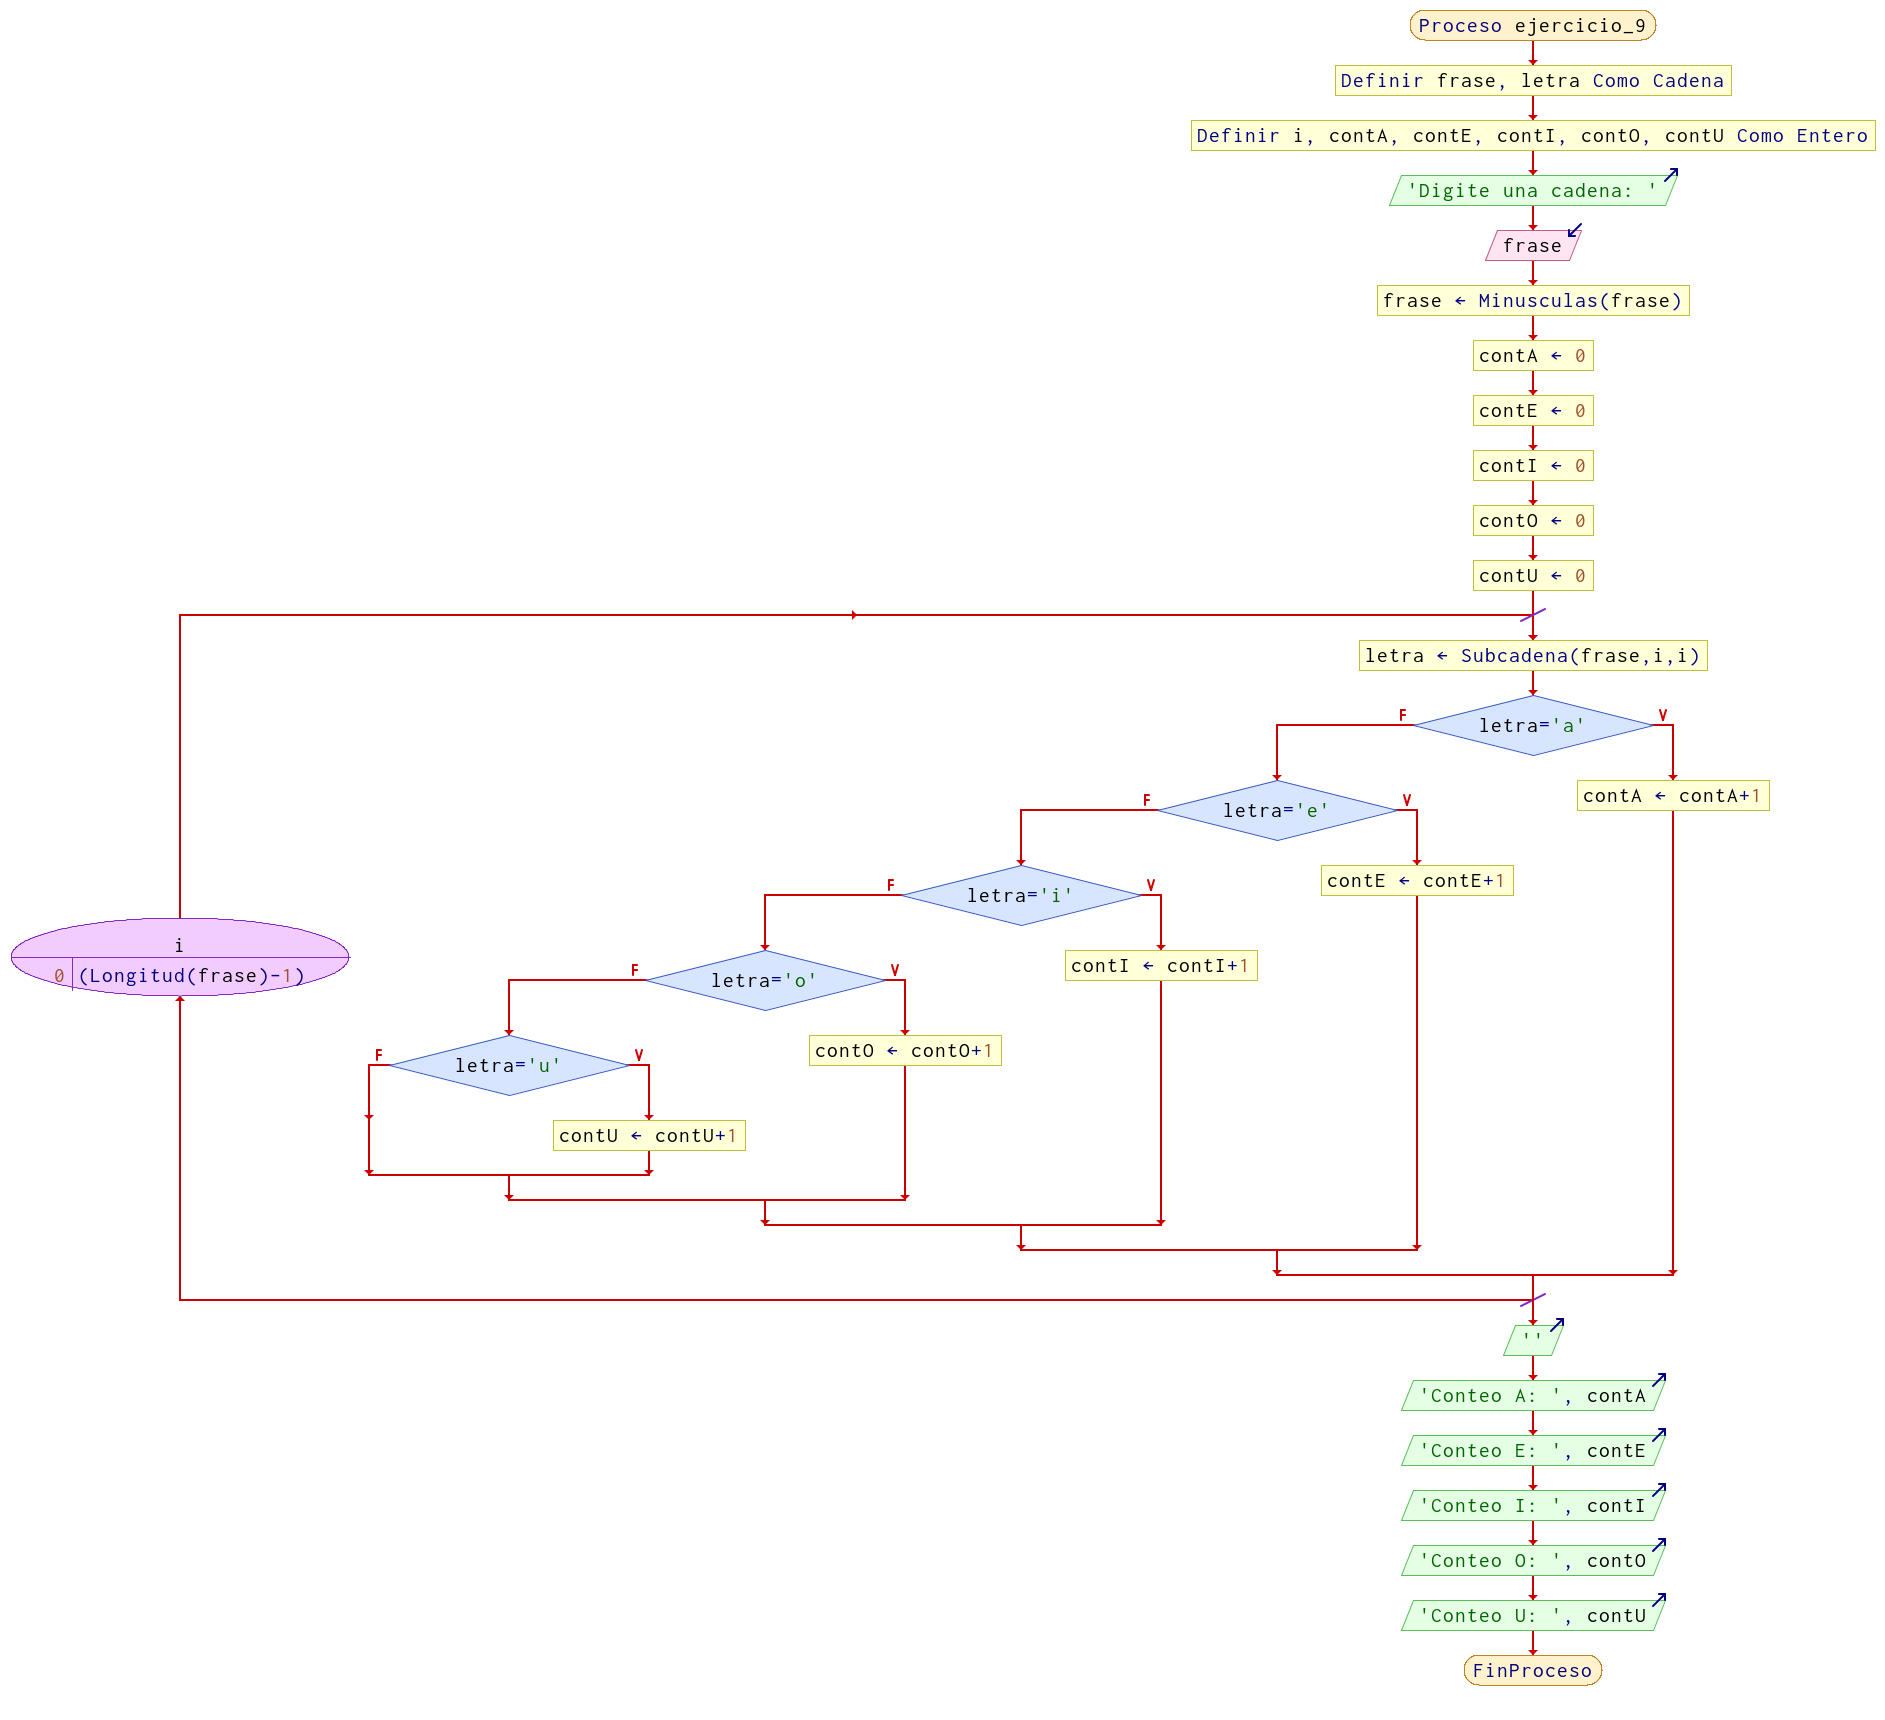 Proceso ejercicio_9
Definir frase, letra Como Cadena
Definir i, contA, contE, contI, contO, contU Como Entero
'Digite una cadena: '
frase
frase ← Minusculas(frase)
contA ← 0
contE ← 0
contI ← 0
contO ← 0
contU ← 0
letra ← Subcadena(frase,i,i)
F
V
letra='a'
contA ← contA+1
F
V
letra='e'
contE ← contE+1
F
V
letra='i'
contI ← contI+1
F
V
letra='o'
contO ← contO+1
F
V
letra='u'
contU ← contU+1
i
0 (Longitud(frase)-1)
''
'Conteo A: ', contA
'Conteo E: ', contE
'Conteo I: ', contI
'Conteo O: ', contO
'Conteo U: ', contU
FinProceso